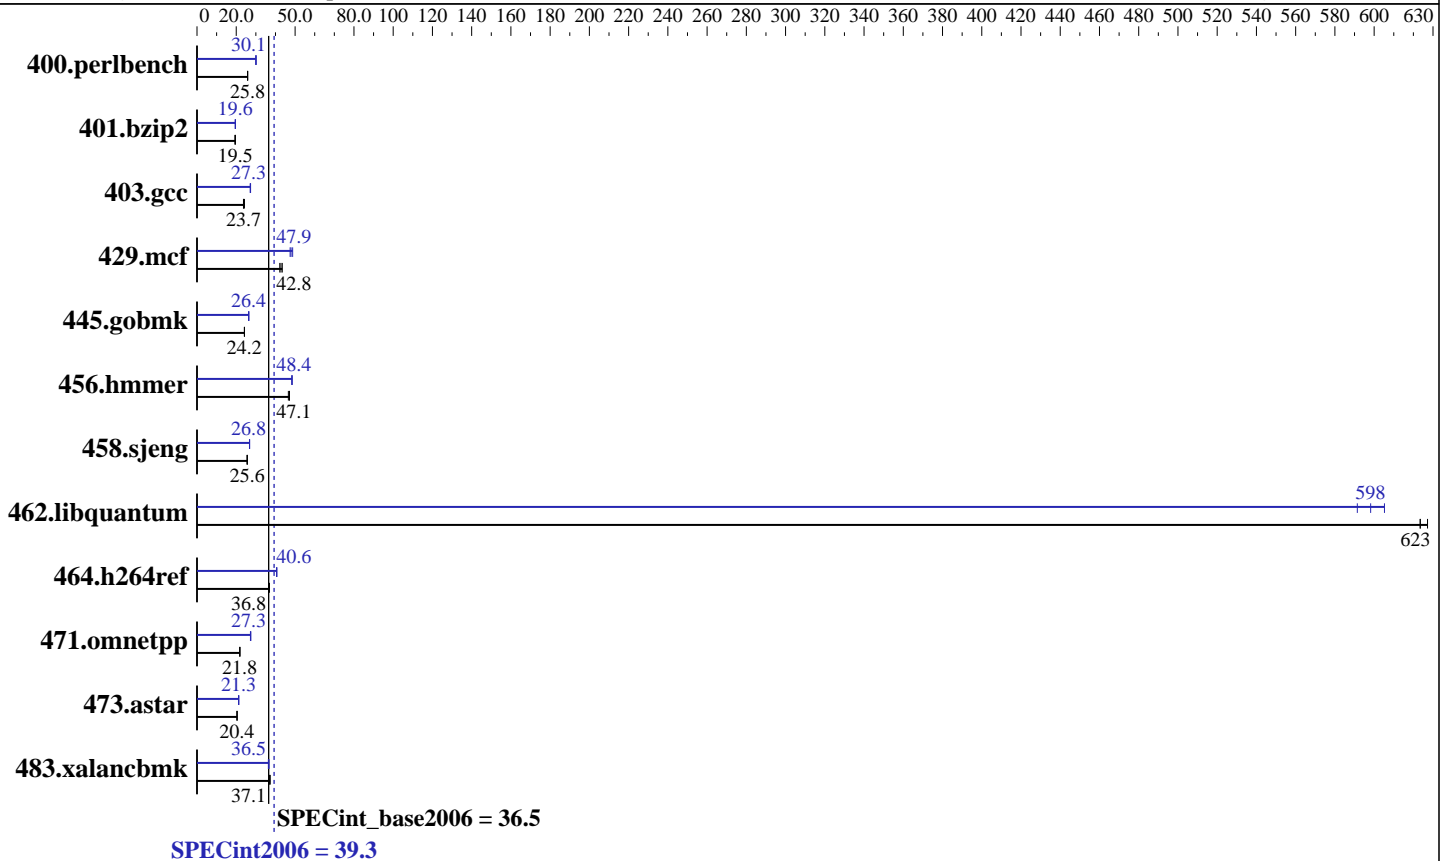 0 20.0 50.0 80.0 100 120 140 160 180 200 220 240 260 280 300 320 340 360 380 400 420 440 460 480 500 520 540 560 580 600 630
30.1
400.perlbench
25.8
19.6
401.bzip2
19.5
27.3
403.gcc
23.7
47.9
429.mcf
42.8
26.4
445.gobmk
24.2
48.4
456.hmmer
47.1
26.8
458.sjeng
25.6
598
462.libquantum
623
40.6
464.h264ref
36.8
27.3
471.omnetpp
21.8
21.3
473.astar
20.4
36.5
483.xalancbmk
37.1
SPECint_base2006 = 36.5
SPECint2006 = 39.3